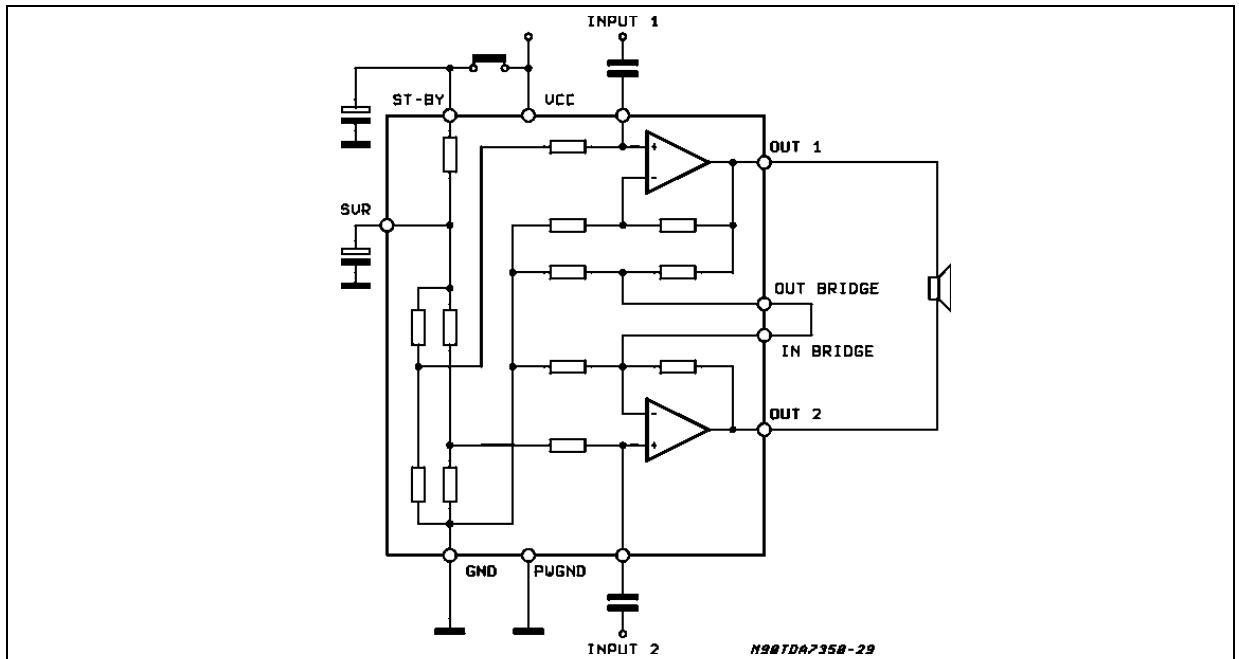 INPUT 1
ST-BY
VCC
+
-
OUT 1
SVR
OUT BRIDGE
IN BRIDGE
OUT 2
-
+
GND
PWGND
INPUT 2
M90TDA7350-29